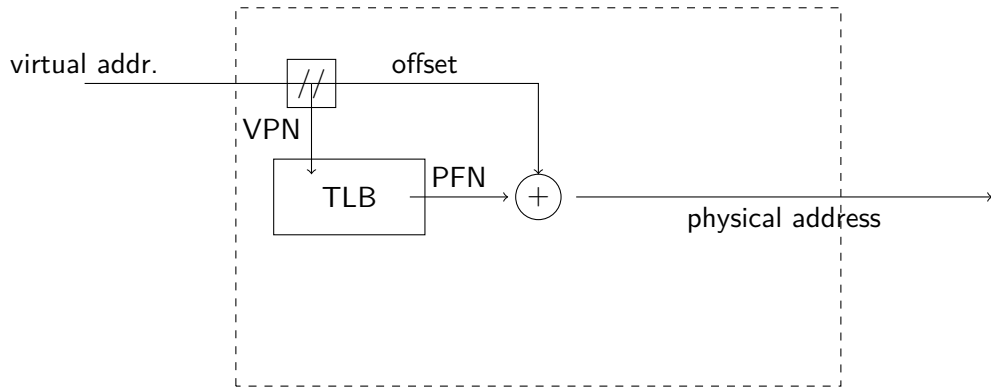 virtual addr.
//
offset
VPN
TLB
PFN
+
physical address